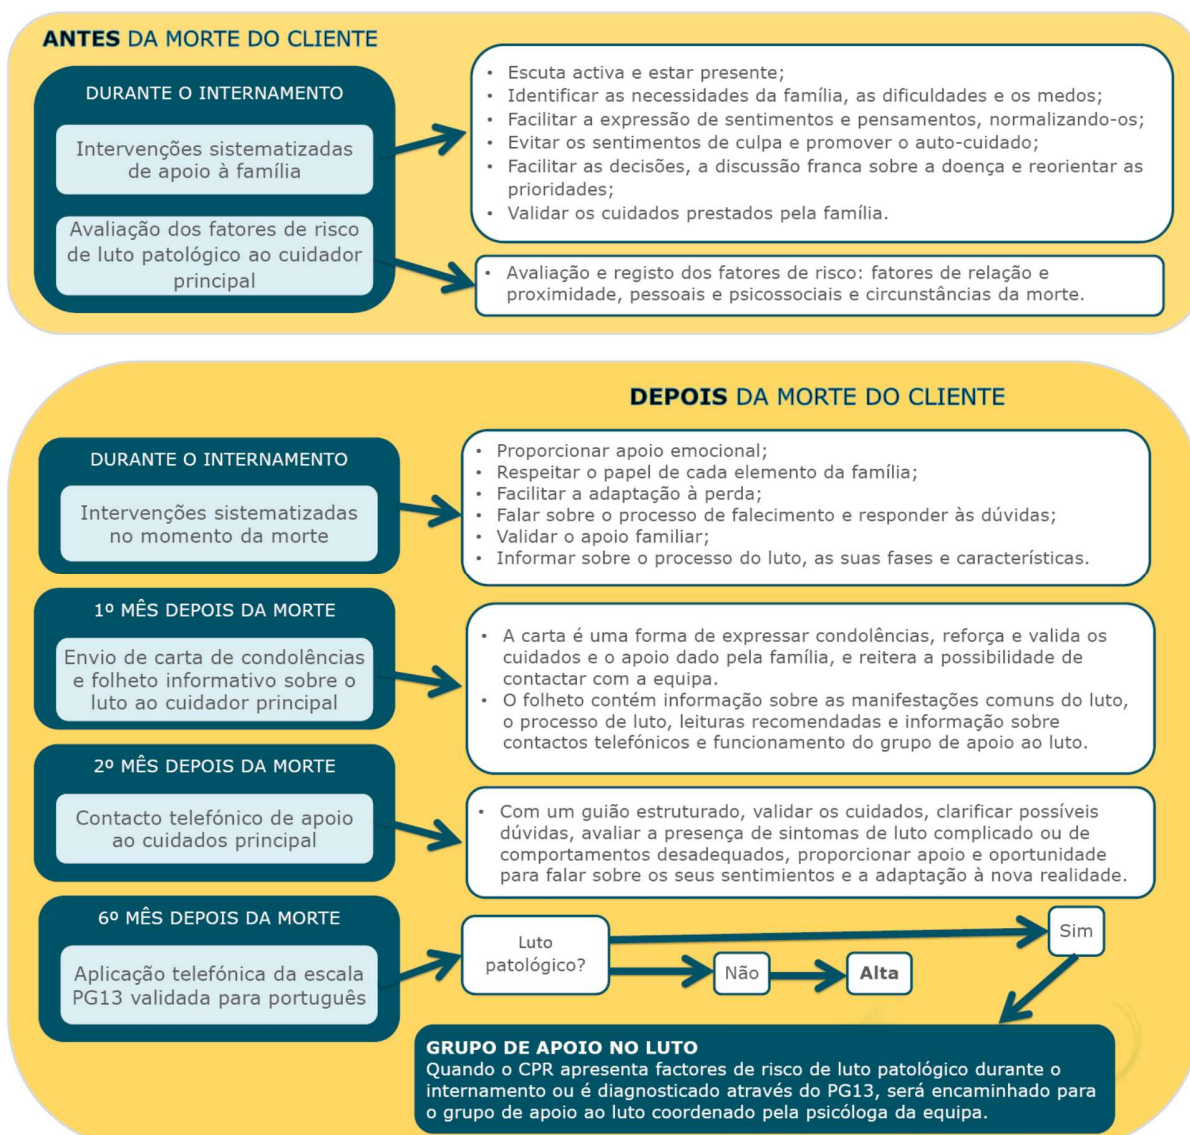 ANTES DA MORTE DO CLIENTE
DURANTE O INTERNAMENTO
Intervenções sistematizadas
de apoio à família
• Escuta activa e estar presente;
• Identificar as necessidades da família, as dificuldades e os medos;
• Facilitar a expressão de sentimentos e pensamentos, normalizando-os;
• Evitar os sentimentos de culpa e promover o auto-cuidado;
• Facilitar as decisões, a discussão franca sobre a doença e reorientar as
prioridades;
• Validar os cuidados prestados pela família.
Avaliação dos fatores de risco
de luto patológico ao cuidador
principal
• Avaliação e registo dos fatores de risco: fatores de relação e
proximidade, pessoais e psicossociais e circunstâncias da morte.
DEPOIS DA MORTE DO CLIENTE
DURANTE O INTERNAMENTO
Intervenções sistematizadas
no momento da morte
• Proporcionar apoio emocional;
• Respeitar o papel de cada elemento da família;
• Facilitar a adaptação à perda;
• Falar sobre o processo de falecimento e responder às dúvidas;
• Validar o apoio familiar;
• Informar sobre o processo do luto, as suas fases e características.
1º MÊS DEPOIS DA MORTE
Envio de carta de condolências
e folheto informativo sobre o
luto ao cuidador principal
• A carta é uma forma de expressar condolências, reforça e valida os
cuidados e o apoio dado pela família, e reitera a possibilidade de
contactar com a equipa.
• O folheto contém informação sobre as manifestações comuns do luto,
o processo de luto, leituras recomendadas e informação sobre
contactos telefónicos e funcionamento do grupo de apoio ao luto.
2º MÊS DEPOIS DA MORTE
Contacto telefónico de apoio
ao cuidados principal
• Com um guião estruturado, validar os cuidados, clarificar possíveis
dúvidas, avaliar a presença de sintomas de luto complicado ou de
comportamentos desadequados, proporcionar apoio e oportunidade
para falar sobre os seus sentimientos e a adaptação à nova realidade.
6º MÊS DEPOIS DA MORTE
Aplicação telefónica da escala
PG13 validada para português
Luto
patológico?
Sim
Não
Alta
GRUPO DE APOIO NO LUTO
Quando o CPR apresenta factores de risco de luto patológico durante o
internamento ou é diagnosticado através do PG13, será encaminhado para
o grupo de apoio ao luto coordenado pela psicóloga da equipa.